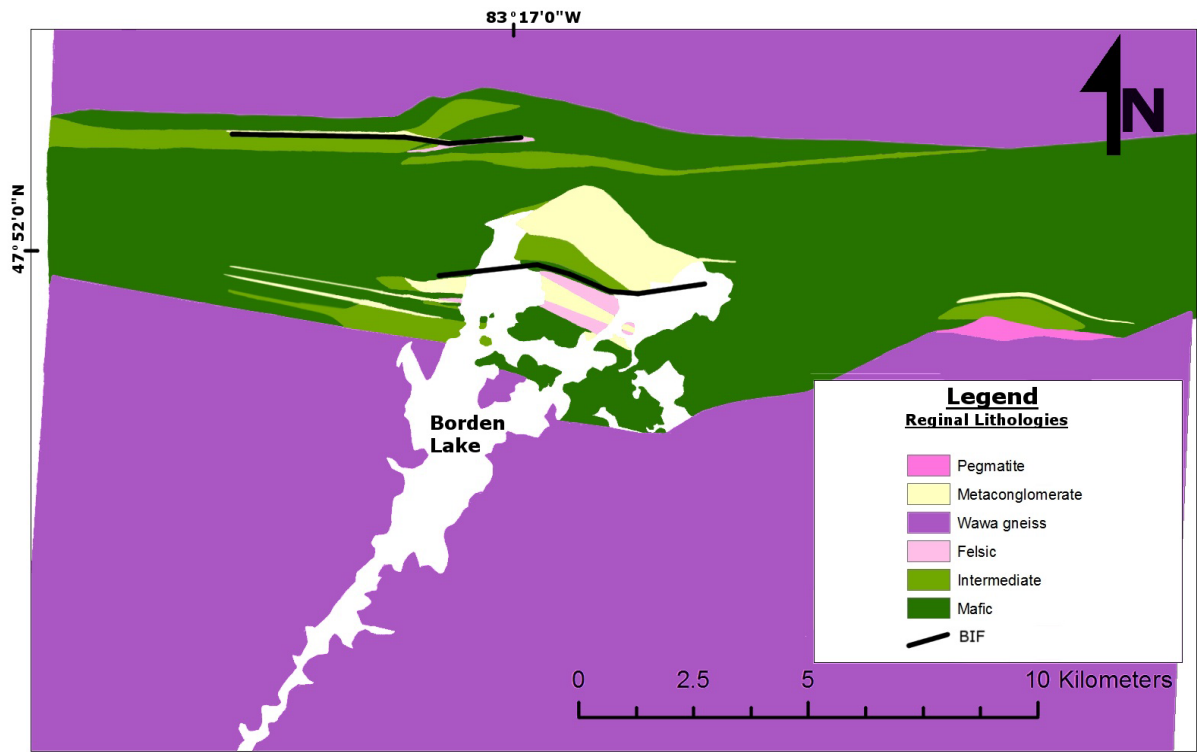 83°17'0"W
N
47°52'0"N
Borden
Lake
Legend
Reginal Lithologies
Pegmatite
Metaconglomerate
Wawa gneiss
Felsic
Intermediate
Mafic
BIF
0 2.5 5 10 Kilometers